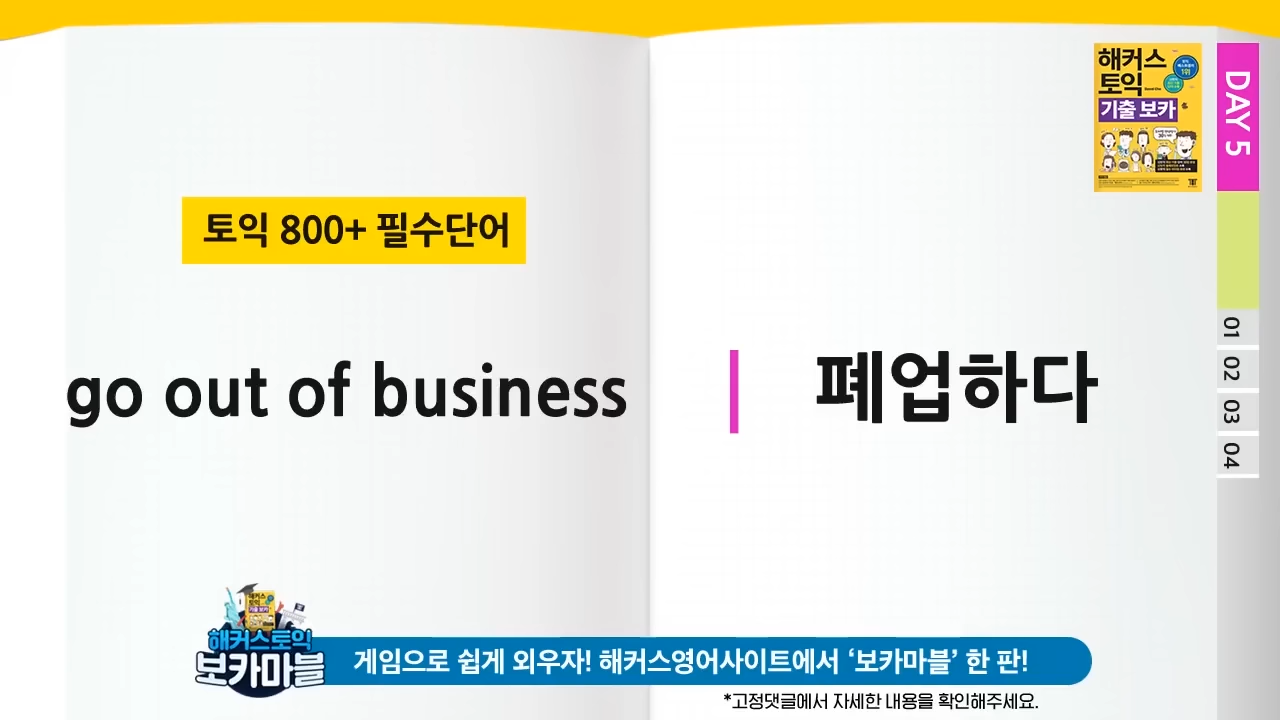 해커스
토익
기출 보카
DAY 5
토익 800+ 필수단어
go out of business
폐업하다
01
02
03
04
해커스토익
보카마블
게임으로 쉽게 외우자! 해커스영어사이트에서 ‘보카마블’ 한 판!
*고정댓글에서 자세한 내용을 확인해주세요.